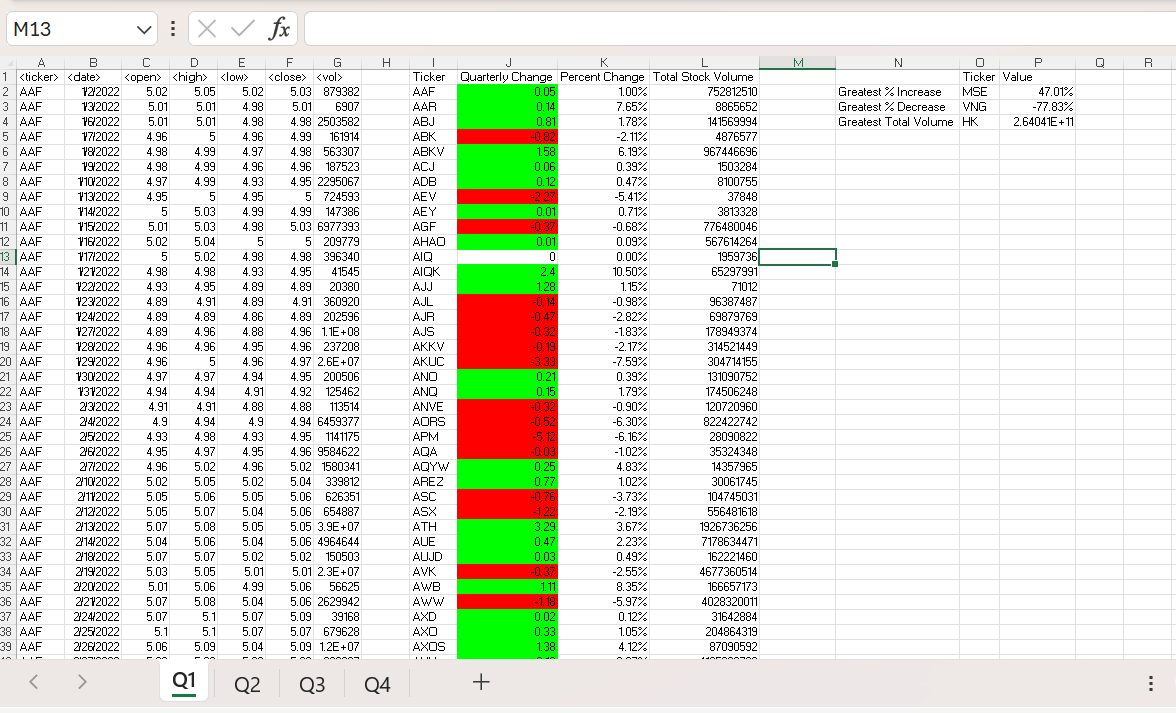 M13 fx
A B C D E F G H I J K L M N O P Q R
1 <ticker> <date> <open> <high> <low> <close> <vol> Ticker Quarterly Change Percent Change Total Stock Volume Ticker Value
2 AAF 1/2/2022 5.02 5.05 5.02 5.03 879382 AAF 0.05 1.00% 752812510 Greatest % Increase MSE 47.01%
3 AAF 1/3/2022 5.01 5.01 4.98 5.01 6907 AAR 0.14 7.65% 8865652 Greatest % Decrease VNG -77.83%
4 AAF 1/6/2022 5.01 5.01 4.98 4.98 2503582 ABJ 0.81 1.78% 141569994 Greatest Total Volume HK 2.64041E+11
5 AAF 1/7/2022 4.96 5 4.96 4.99 161914 ABK -0.82 -2.11% 4876577
6 AAF 1/8/2022 4.98 4.99 4.97 4.98 563307 ABKV 1.58 6.19% 967446696
7 AAF 1/9/2022 4.98 4.99 4.96 4.96 187523 ACJ 0.06 0.39% 1503284
8 AAF 1/10/2022 4.97 4.99 4.93 4.95 2295067 ADB 0.12 0.47% 8100755
9 AAF 1/13/2022 4.95 5 4.95 5 724593 AEV -2.27 -5.41% 37848
10 AAF 1/14/2022 5 5.03 4.99 4.99 147386 AEY 0.01 0.71% 3813328
11 AAF 1/15/2022 5.01 5.03 4.98 5.03 6977393 AGF -0.37 -0.68% 776480046
12 AAF 1/16/2022 5.02 5.04 5 5 209779 AHAO 0.01 0.09% 567614264
13 AAF 1/17/2022 5 5.02 4.98 4.98 396340 AIQ 0 0.00% 1959736
14 AAF 1/21/2022 4.98 4.98 4.93 4.95 41545 AIQK 2.4 10.50% 65297991
15 AAF 1/22/2022 4.93 4.95 4.89 4.89 20380 AJJ 1.28 1.15% 71012
16 AAF 1/23/2022 4.89 4.91 4.89 4.91 360920 AJL -0.14 -0.98% 96387487
17 AAF 1/24/2022 4.89 4.89 4.86 4.89 202596 AJR -0.47 -2.82% 69879769
18 AAF 1/27/2022 4.89 4.96 4.88 4.96 1.1E+08 AJS -0.32 -1.83% 178949374
19 AAF 1/28/2022 4.96 4.96 4.95 4.96 237208 AKKV -0.19 -2.17% 314521449
20 AAF 1/29/2022 4.96 5 4.96 4.97 2.6E+07 AKUC -3.33 -7.59% 304714155
21 AAF 1/30/2022 4.97 4.97 4.94 4.95 200506 ANO 0.21 0.39% 131090752
22 AAF 1/31/2022 4.94 4.94 4.91 4.92 125462 ANQ 0.15 1.79% 174506248
23 AAF 2/3/2022 4.91 4.91 4.88 4.88 113514 ANVE -0.32 -0.90% 120720960
24 AAF 2/4/2022 4.9 4.94 4.9 4.94 6459377 AORS -0.52 -6.30% 822422742
25 AAF 2/5/2022 4.93 4.98 4.93 4.95 1141175 APM -5.12 -6.16% 28090822
26 AAF 2/6/2022 4.95 4.97 4.95 4.96 9584622 AQA -0.03 -1.02% 35324348
27 AAF 2/7/2022 4.96 5.02 4.96 5.02 1580341 AQYW 0.25 4.83% 14357965
28 AAF 2/10/2022 5.02 5.05 5.02 5.04 339812 AREZ 0.77 1.02% 30061745
29 AAF 2/11/2022 5.05 5.06 5.05 5.06 626351 ASC -0.76 -3.73% 104745031
30 AAF 2/12/2022 5.05 5.07 5.04 5.06 654887 ASX -1.22 -2.19% 556481618
31 AAF 2/13/2022 5.07 5.08 5.05 5.05 3.9E+07 ATH 3.29 3.67% 1926736256
32 AAF 2/14/2022 5.04 5.06 5.04 5.06 4964644 AUE 0.47 2.23% 7178634471
33 AAF 2/18/2022 5.07 5.07 5.02 5.02 150503 AUJD 0.03 0.49% 162221460
34 AAF 2/19/2022 5.03 5.05 5.01 5.01 2.3E+07 AVK -0.37 -2.55% 4677360514
35 AAF 2/20/2022 5.01 5.06 4.99 5.06 56625 AWB 1.11 8.35% 166657173
36 AAF 2/21/2022 5.07 5.08 5.04 5.06 2629942 AWW -1.18 -5.97% 4028320011
37 AAF 2/24/2022 5.07 5.1 5.07 5.09 39168 AXD 0.02 0.12% 31642884
38 AAF 2/25/2022 5.1 5.1 5.07 5.07 679628 AXO 0.33 1.05% 204864319
39 AAF 2/26/2022 5.06 5.09 5.04 5.09 1.2E+07 AXOS 1.38 4.12% 87090592
Q1 Q2 Q3 Q4